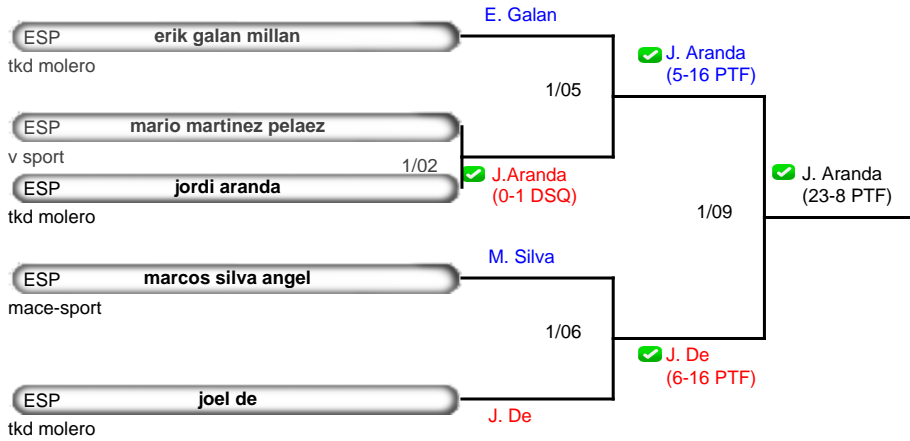 E. Galan
ESP erik galan millan
tkd molero
J. Aranda
(5-16 PTF)
1/05
ESP mario martinez pelaez
v sport
1/02
J.Aranda
(0-1 DSQ)
ESP jordi aranda
tkd molero
J. Aranda
(23-8 PTF)
1/09
M. Silva
ESP marcos silva angel
mace-sport
1/06
J. De
(6-16 PTF)
ESP joel de
J. De
tkd molero